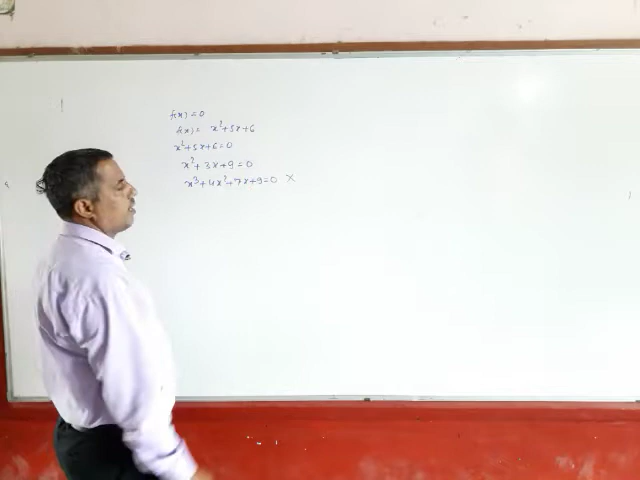 f(x) = 0
f(x) = x²+5x+6
x²+5x+6=0
x²+3x+9=0
x³+4x²+7x+9=0 ×